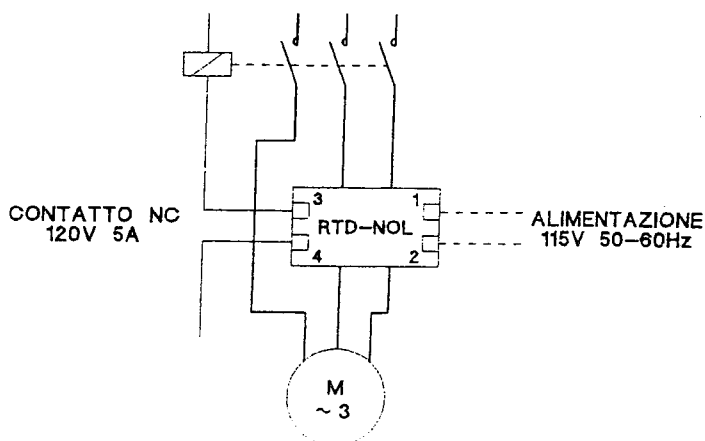 3
1
CONTATTO NC
120V 5A
RTD-NOL
ALIMENTAZIONE
115V 50-60Hz
4
2
M
~ 3